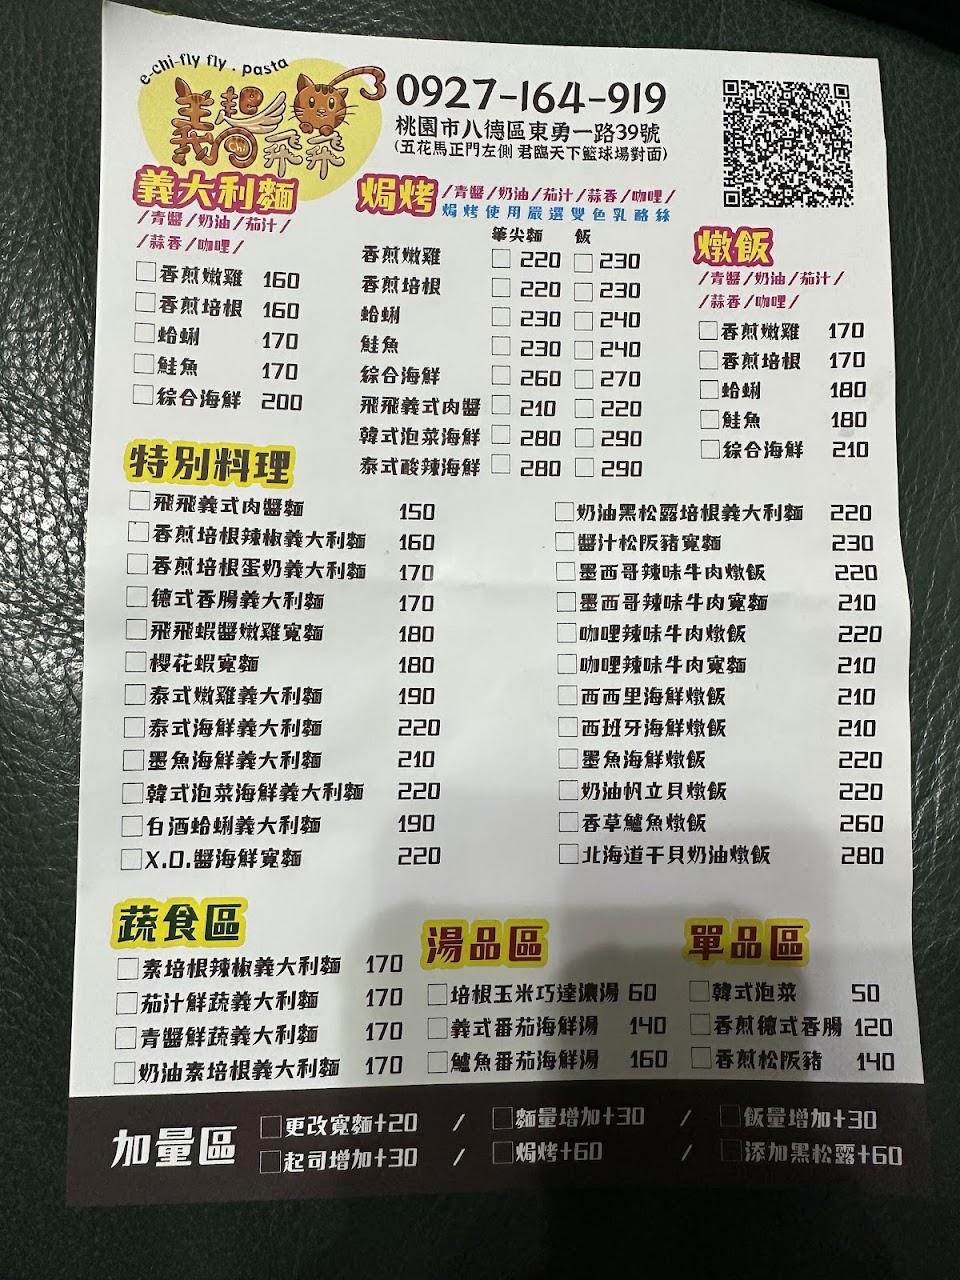 e-chi-fly fly . pasta
義起飛飛
Chi
3
0927-164-919
桃園市八德區東勇一路39號
(五花馬正門左側 君臨天下籃球場對面)
義大利麵
/青醬/奶油/茄汁/
/蒜香/咖哩/
□香煎嫩雞 160
□香煎培根 160
□蛤蜊 170
□鮭魚 170
□綜合海鮮 200
焗烤 /青醬/奶油/茄汁/蒜香/咖哩/
焗烤使用嚴選雙色乳酪絲
筆尖麵 飯
香煎嫩雞 □ 220 □ 230
香煎培根 □ 220 □ 230
蛤蜊 □ 230 □ 240
鮭魚 □ 230 □ 240
綜合海鮮 □ 260 □ 270
飛飛義式肉醬 □ 210 □ 220
韓式泡菜海鮮 □ 280 □ 290
泰式酸辣海鮮 □ 280 □ 290
燉飯
/青醬/奶油/茄汁/
/蒜香/咖哩/
□香煎嫩雞 170
□香煎培根 170
□蛤蜊 180
□鮭魚 180
□綜合海鮮 210
特別料理
□飛飛義式肉醬麵 150
□香煎培根辣椒義大利麵 160
□香煎培根蛋奶義大利麵 170
□德式香腸義大利麵 170
□飛飛蝦醬嫩雞寬麵 180
□櫻花蝦寬麵 180
□泰式嫩雞義大利麵 190
□泰式海鮮義大利麵 220
□墨魚海鮮義大利麵 210
□韓式泡菜海鮮義大利麵 220
□白酒蛤蜊義大利麵 190
□X.O.醬海鮮寬麵 220
□奶油黑松露培根義大利麵 220
□醬汁松阪豬寬麵 230
□墨西哥辣味牛肉燉飯 220
□墨西哥辣味牛肉寬麵 210
□咖哩辣味牛肉燉飯 220
□咖哩辣味牛肉寬麵 210
□西西里海鮮燉飯 210
□西班牙海鮮燉飯 210
□墨魚海鮮燉飯 220
□奶油帆立貝燉飯 220
□香草鱸魚燉飯 260
□北海道干貝奶油燉飯 280
蔬食區
□素培根辣椒義大利麵 170
□茄汁鮮蔬義大利麵 170
□青醬鮮蔬義大利麵 170
□奶油素培根義大利麵 170
湯品區
□培根玉米巧達濃湯 60
□義式番茄海鮮湯 140
□鱸魚番茄海鮮湯 160
單品區
□韓式泡菜 50
□香煎德式香腸 120
□香煎松阪豬 140
加量區
□更改寬麵+20 / □麵量增加+30 / □飯量增加+30
□起司增加+30 / □焗烤+60 / □添加黑松露+60